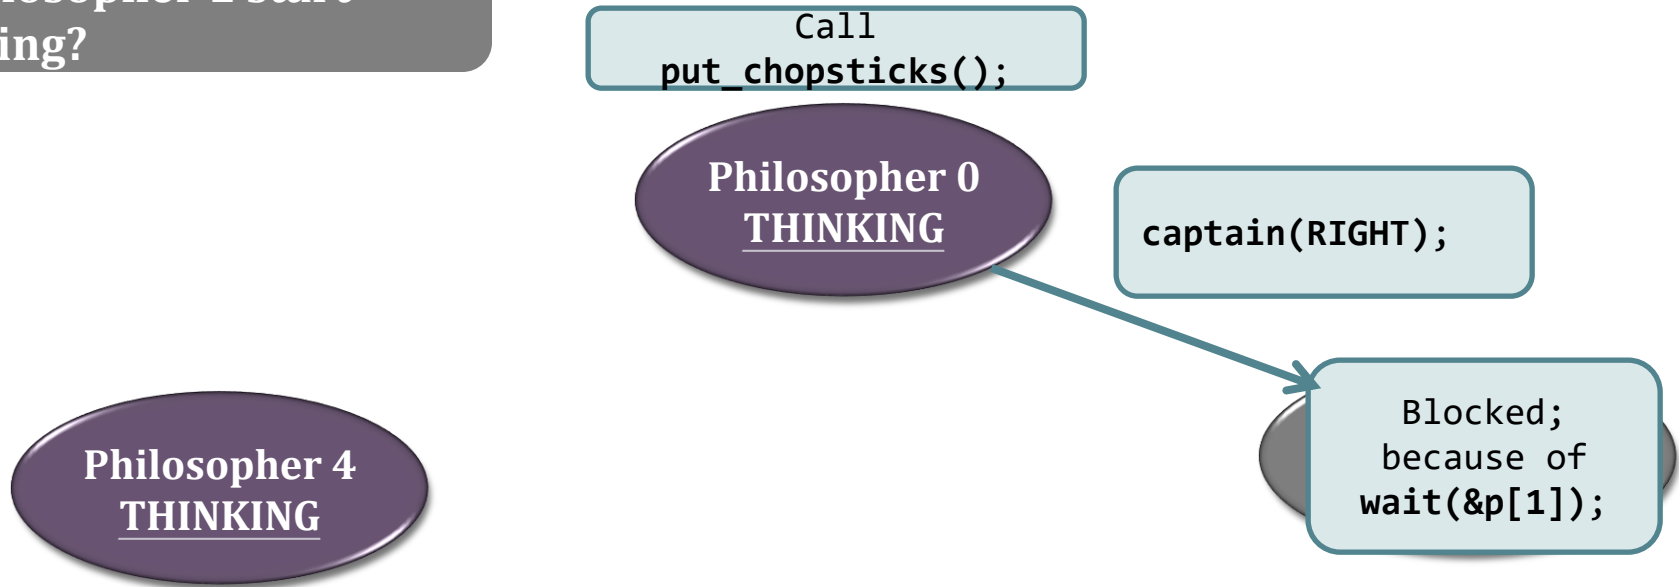 ing?
Call
put_chopsticks();
Philosopher 0
THINKING
captain(RIGHT);
Blocked;
because of
wait(&p[1]);
Philosopher 4
THINKING